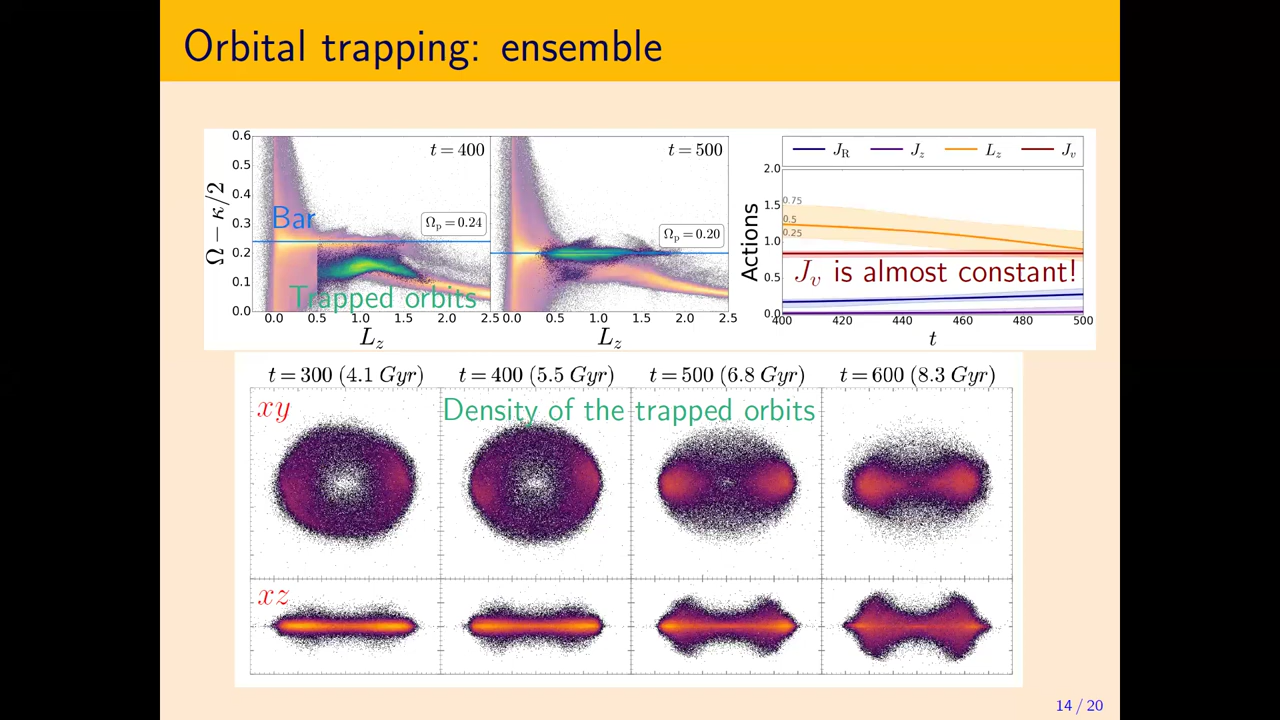 Orbital trapping: ensemble
0.6 0.5 0.4 0.3 0.2 0.1 0.0
Ω − κ/2
t = 400
Bar
Ωp = 0.24
Trapped orbits
0.0 0.5 1.0 1.5 2.0 2.5
Lz
t = 500
Ωp = 0.20
0.0 0.5 1.0 1.5 2.0 2.5
Lz
JR Jz Lz Jv
2.0 1.5 1.0 0.5 0.0
Actions
0.75
0.5
0.25
Jv is almost constant!
400 420 440 460 480 500
t
t = 300 (4.1 Gyr) t = 400 (5.5 Gyr) t = 500 (6.8 Gyr) t = 600 (8.3 Gyr)
xy
Density of the trapped orbits
xz
14 / 20